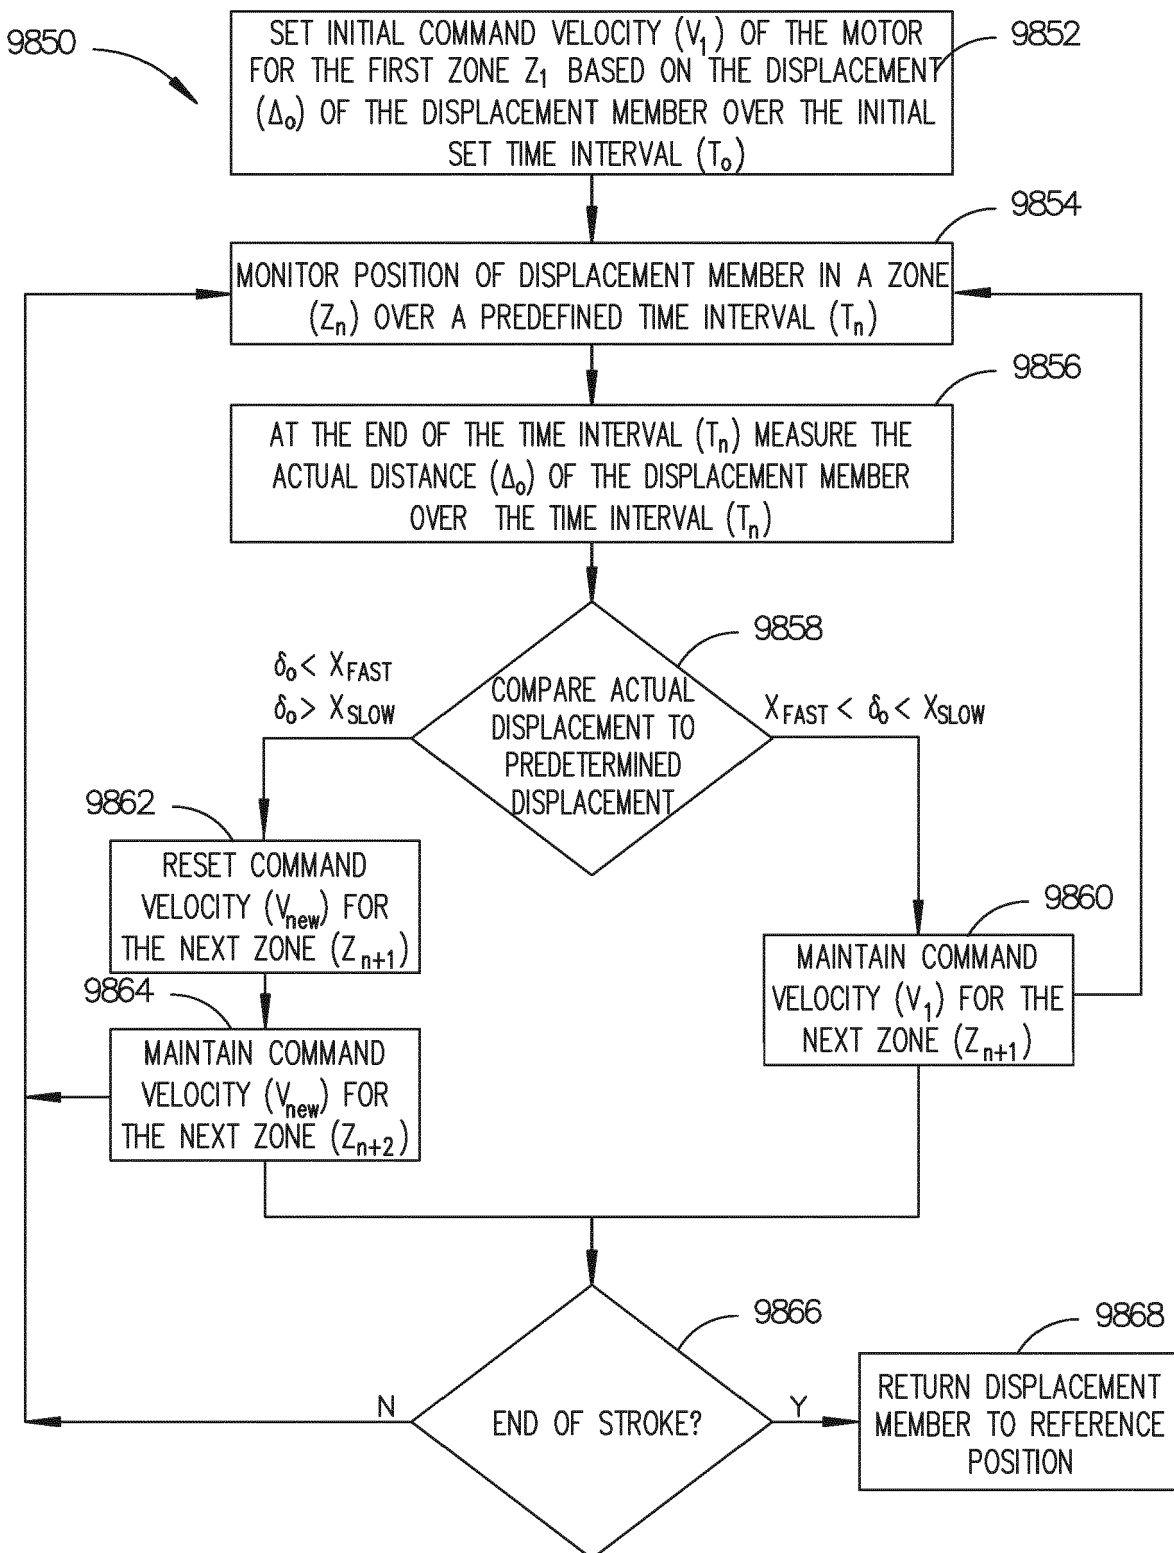 9850
SET INITIAL COMMAND VELOCITY (V₁) OF THE MOTOR
FOR THE FIRST ZONE Z₁ BASED ON THE DISPLACEMENT
(Δₒ) OF THE DISPLACEMENT MEMBER OVER THE INITIAL
SET TIME INTERVAL (Tₒ)
9852
9854
MONITOR POSITION OF DISPLACEMENT MEMBER IN A ZONE
(Zₙ) OVER A PREDEFINED TIME INTERVAL (Tₙ)
9856
AT THE END OF THE TIME INTERVAL (Tₙ) MEASURE THE
ACTUAL DISTANCE (Δₒ) OF THE DISPLACEMENT MEMBER
OVER THE TIME INTERVAL (Tₙ)
9858
COMPARE ACTUAL
DISPLACEMENT TO
PREDETERMINED
DISPLACEMENT
δₒ < X_FAST
δₒ > X_SLOW
X_FAST < δₒ < X_SLOW
9862
RESET COMMAND
VELOCITY (V_new) FOR
THE NEXT ZONE (Zₙ₊₁)
9864
MAINTAIN COMMAND
VELOCITY (V_new) FOR
THE NEXT ZONE (Zₙ₊₂)
9860
MAINTAIN COMMAND
VELOCITY (V₁) FOR THE
NEXT ZONE (Zₙ₊₁)
9866
END OF STROKE?
N
Y
9868
RETURN DISPLACEMENT
MEMBER TO REFERENCE
POSITION